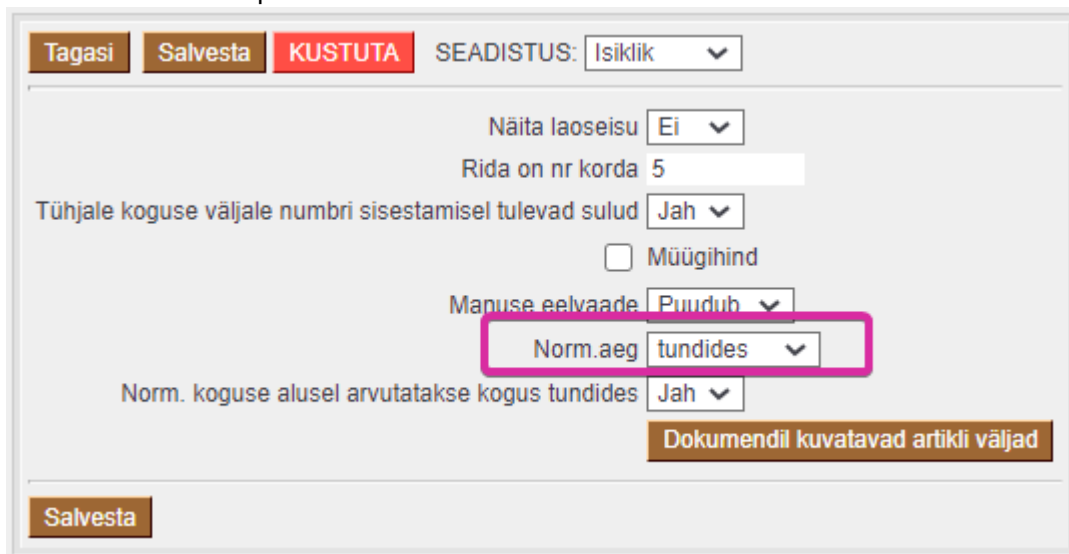 Tagasi Salvesta KUSTUTA SEADISTUS: Isiklik
Näita laoseisu Ei
Rida on nr korda 5
Tühjale koguse väljale numbri sisestamisel tulevad sulud Jah
Müügihind
Manuse eelvaade Puudub
Norm.aeg tundides
Norm. koguse alusel arvutatakse kogus tundides Jah
Dokumendil kuvatavad artikli väljad
Salvesta